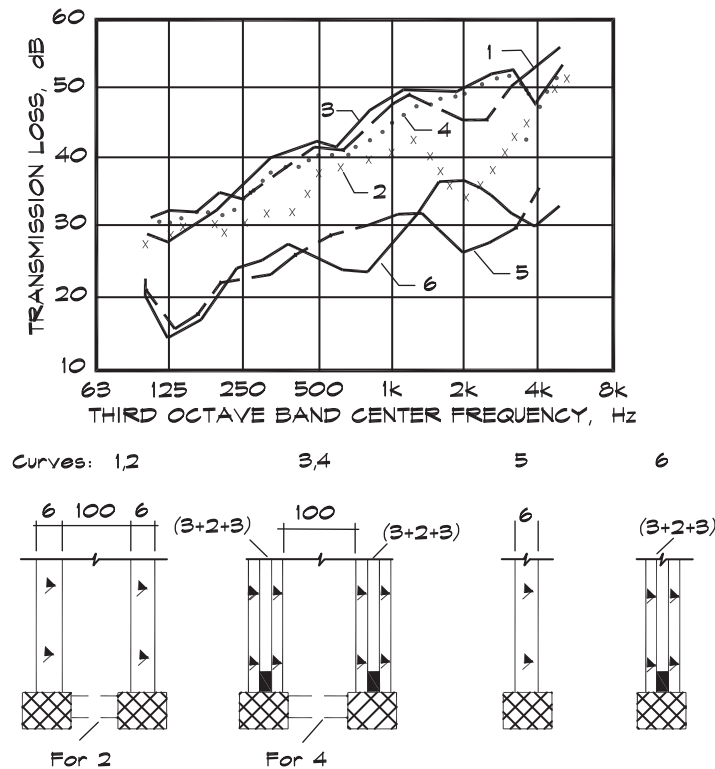 60
50
40
30
20
10
TRANSMISSION LOSS, dB
1
3
4
2
5
6
63 125 250 500 1k 2k 4k 8k
THIRD OCTAVE BAND CENTER FREQUENCY, Hz
Curves: 1,2 3,4 5 6
6 100 6
(3+2+3) 100 (3+2+3)
6
(3+2+3)
For 2 For 4